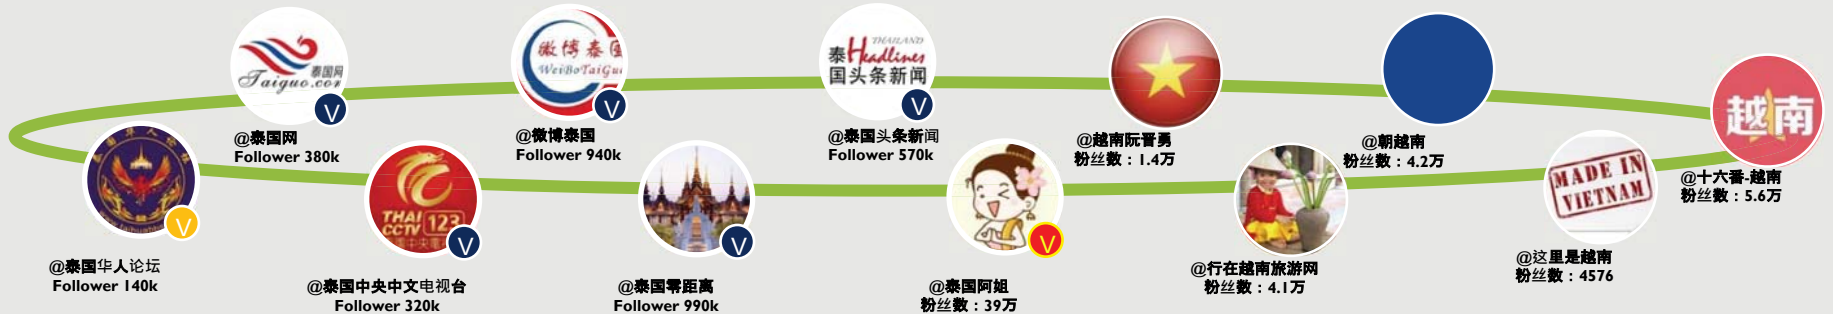 泰国网
Taiguo.com
V
@泰国网
Follower 380k
微博泰国
WeiBoTaiGuo
V
@微博泰国
Follower 940k
THAILAND
泰Headlines
国头条新闻
V
@泰国头条新闻
Follower 570k
@越南阮晋勇
粉丝数：1.4万
@朝越南
粉丝数：4.2万
越南
@十六番-越南
粉丝数：5.6万
V
@泰国华人论坛
Follower 140k
THAI
CCTV 123
V
@泰国中央中文电视台
Follower 320k
V
@泰国零距离
Follower 990k
V
@泰国阿姐
粉丝数：39万
@行在越南旅游网
粉丝数：4.1万
MADE IN
VIETNAM
@这里是越南
粉丝数：4576